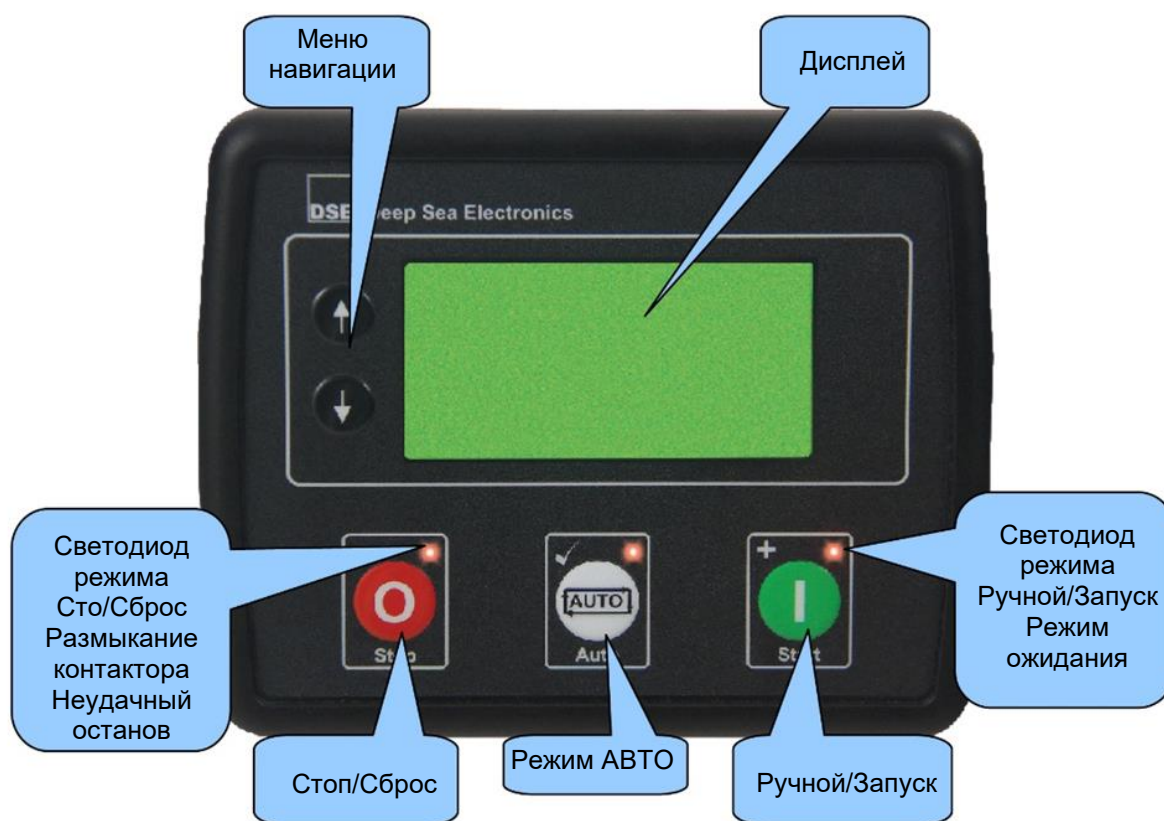 Меню
навигации
Дисплей
DSE Deep Sea Electronics
Светодиод
режима
Сто/Сброс
Размыкание
контактора
Неудачный
останов
Светодиод
режима
Ручной/Запуск
Режим
ожидания
AUTO
Stop
Auto
Start
Стоп/Сброс
Режим АВТО
Ручной/Запуск